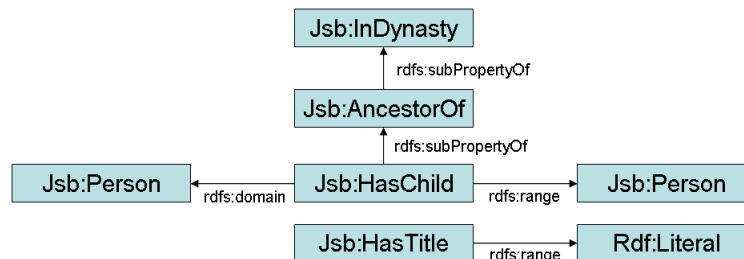 Jsb:InDynasty
rdfs:subPropertyOf
Jsb:AncestorOf
rdfs:subPropertyOf
Jsb:Person
rdfs:domain
Jsb:HasChild
rdfs:range
Jsb:Person
Jsb:HasTitle
rdfs:range
Rdf:Literal